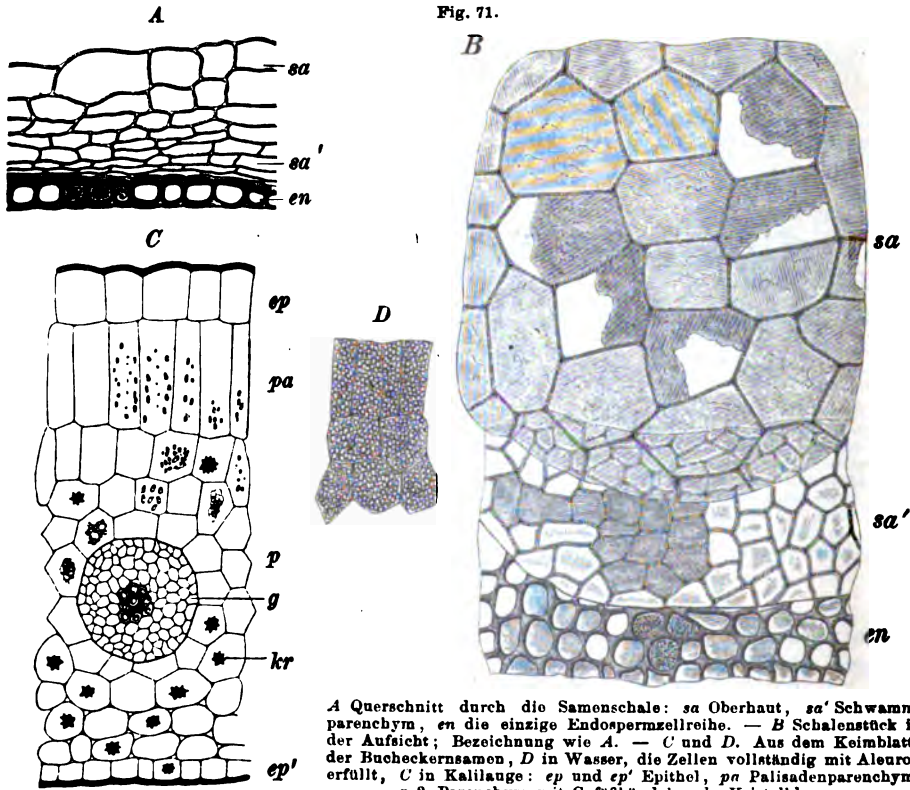 Fig. 71.
A
B
sa
sa'
en
C
D
ep
pa
p
g
kr
ep'
sa
sa'
en
A Querschnitt durch die Samenschale: sa Oberhaut, sa' Schwamm
parenchym, en die einzige Endospermzellreihe. — B Schalenstück i
der Aufsicht; Bezeichnung wie A. — C und D. Aus dem Keimblatt
der Bucheckernsamen, D in Wasser, die Zellen vollständig mit Aleuro
erfüllt, C in Kalilauge: ep und ep' Epithel, pa Palisadenparenchym